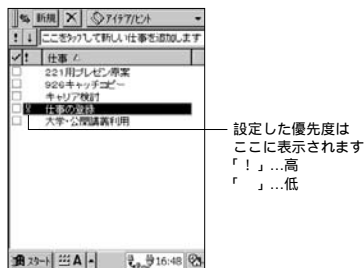 新規 アイデア/ヒント
! ↓ ここをタップして新しい仕事を追加します
! 仕事
221用プレゼン原案
926キャッチコピー
キャリア検討
仕事の登録
大学・公開講義利用
設定した優先度は
ここに表示されます
「！」…高
「　」…低
スタート A 16:48